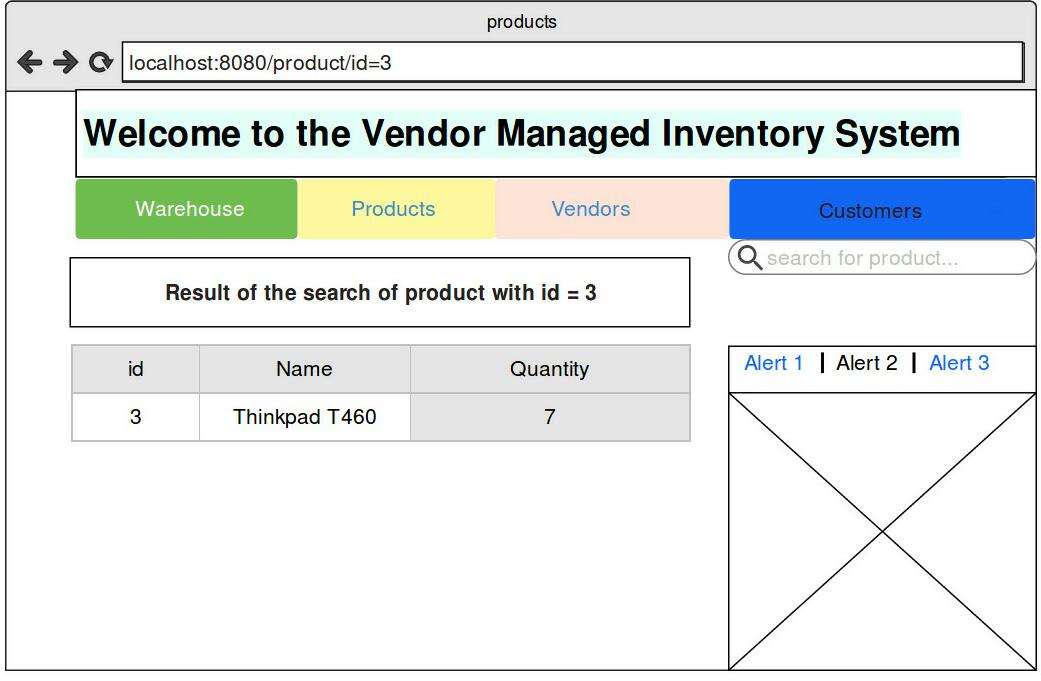 products
localhost:8080/product/id=3
Welcome to the Vendor Managed Inventory System
Warehouse Products Vendors Customers
search for product...
Result of the search of product with id = 3
id Name Quantity
3 Thinkpad T460 7
Alert 1 | Alert 2 | Alert 3